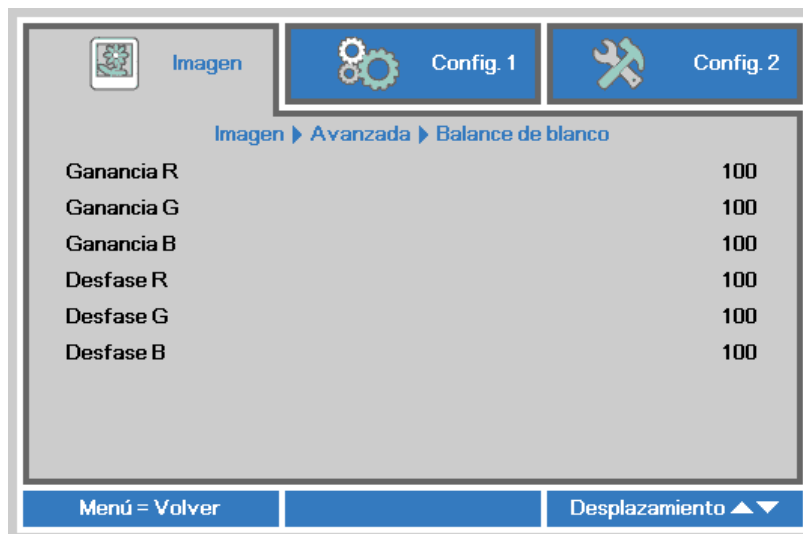 Imagen Config. 1 Config. 2
Imagen Avanzada Balance de blanco
Ganancia R 100
Ganancia G 100
Ganancia B 100
Desfase R 100
Desfase G 100
Desfase B 100
Menú = Volver Desplazamiento ▲▼